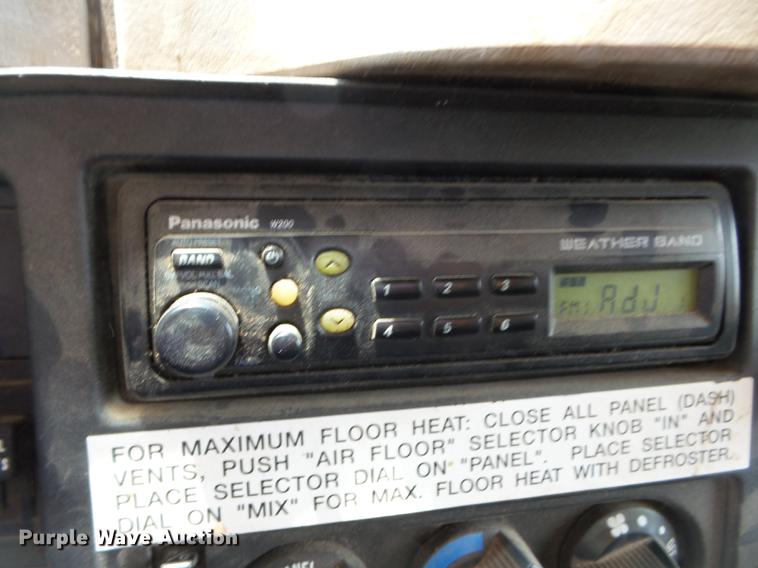 Panasonic W200
WEATHER BAND
BAND
1 2 3
FM1 AdJ
4 5 6
FOR MAXIMUM FLOOR HEAT: CLOSE ALL PANEL (DASH)
VENTS, PUSH "AIR FLOOR" SELECTOR KNOB "IN" AND
PLACE SELECTOR DIAL ON "PANEL". PLACE SELECTOR
DIAL ON "MIX" FOR MAX. FLOOR HEAT WITH DEFROSTER.
Purple Wave Auction